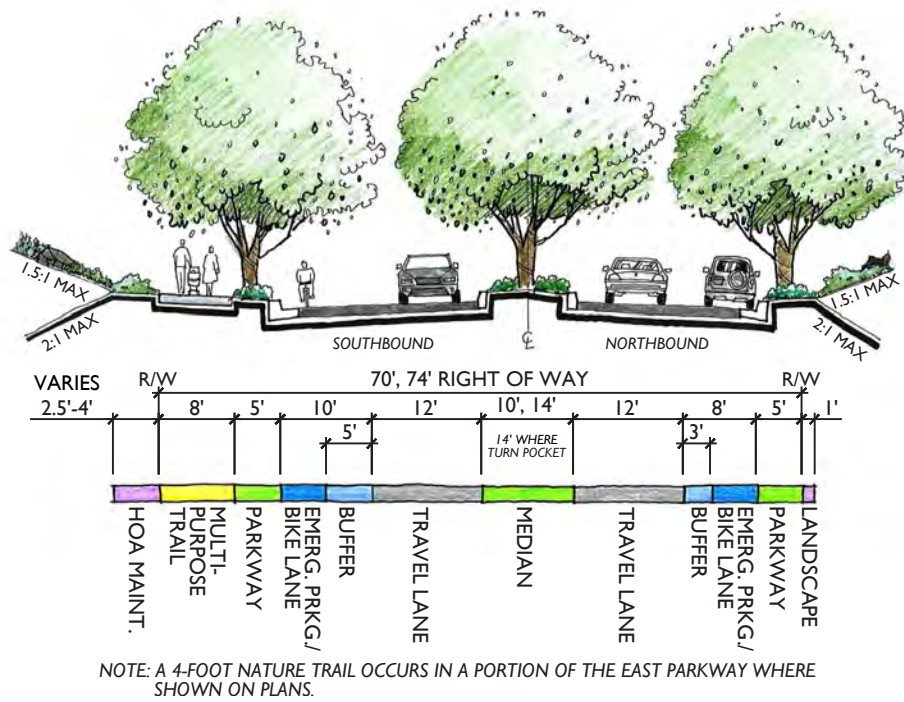 1.5:1 MAX
2:1 MAX
SOUTHBOUND
℄
NORTHBOUND
1.5:1 MAX
2:1 MAX
VARIES
R/W
70', 74' RIGHT OF WAY
R/W
2.5'-4'
8'
5'
10'
12'
10', 14'
12'
8'
5'
1'
5'
14' WHERE
TURN POCKET
3'
HOA MAINT.
MULTI-
PURPOSE
TRAIL
PARKWAY
EMERG. PRKG./
BIKE LANE
BUFFER
TRAVEL LANE
MEDIAN
TRAVEL LANE
BUFFER
EMERG. PRKG./
BIKE LANE
PARKWAY
LANDSCAPE
NOTE: A 4-FOOT NATURE TRAIL OCCURS IN A PORTION OF THE EAST PARKWAY WHERE
SHOWN ON PLANS.